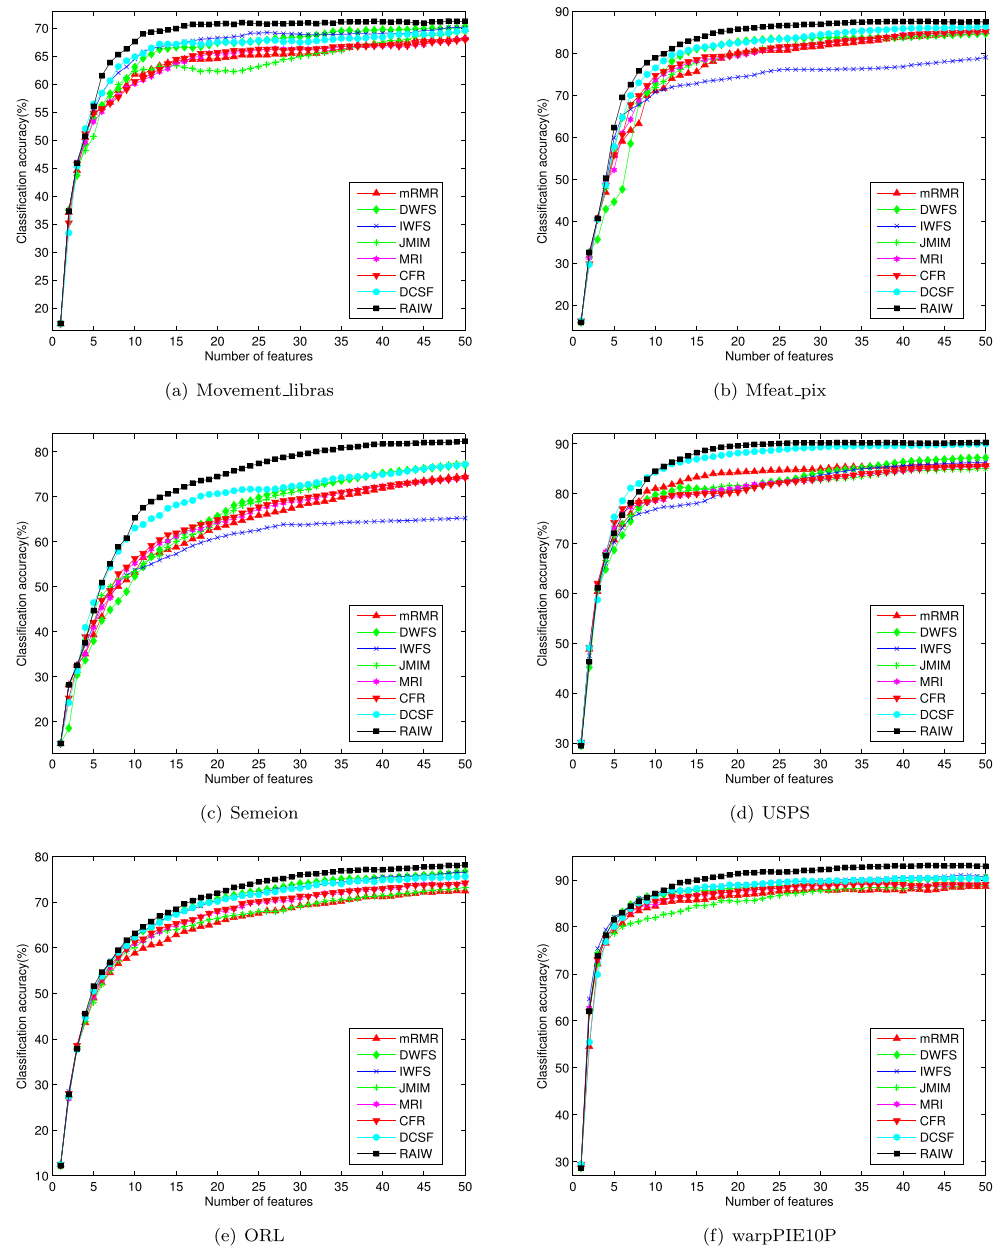 Classification accuracy(%)
70
65
60
55
50
45
40
35
30
25
20
mRMR
DWFS
IWFS
JMIM
MRI
CFR
DCSF
RAIW
0 5 10 15 20 25 30 35 40 45 50
Number of features
(a) Movement_libras
Classification accuracy(%)
90
80
70
60
50
40
30
20
mRMR
DWFS
IWFS
JMIM
MRI
CFR
DCSF
RAIW
0 5 10 15 20 25 30 35 40 45 50
Number of features
(b) Mfeat_pix
Classification accuracy(%)
80
70
60
50
40
30
20
mRMR
DWFS
IWFS
JMIM
MRI
CFR
DCSF
RAIW
0 5 10 15 20 25 30 35 40 45 50
Number of features
(c) Semeion
Classification accuracy(%)
90
80
70
60
50
40
30
mRMR
DWFS
IWFS
JMIM
MRI
CFR
DCSF
RAIW
0 5 10 15 20 25 30 35 40 45 50
Number of features
(d) USPS
Classification accuracy(%)
80
70
60
50
40
30
20
10
mRMR
DWFS
IWFS
JMIM
MRI
CFR
DCSF
RAIW
0 5 10 15 20 25 30 35 40 45 50
Number of features
(e) ORL
Classification accuracy(%)
90
80
70
60
50
40
30
mRMR
DWFS
IWFS
JMIM
MRI
CFR
DCSF
RAIW
0 5 10 15 20 25 30 35 40 45 50
Number of features
(f) warpPIE10P